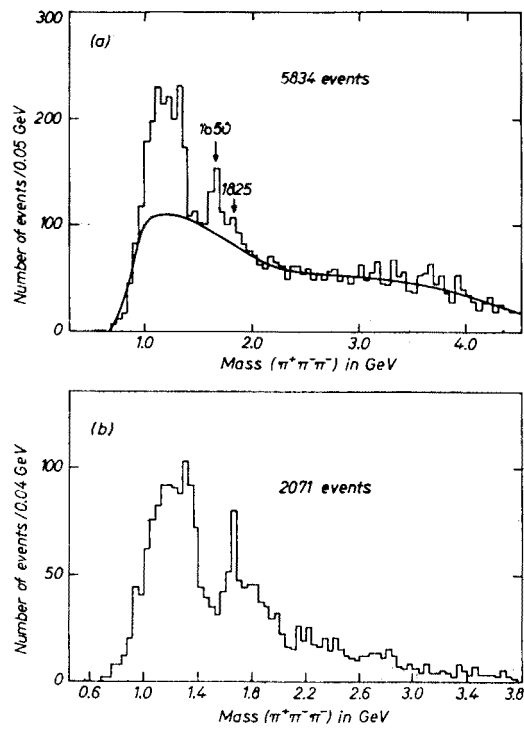 300
(a)
5834 events
200
1650
1825
100
0
1.0
2.0
3.0
4.0
Number of events/0.05 GeV
Mass (π⁺π⁻π⁻) in GeV
(b)
100
2071 events
50
0
0.6
1.0
1.4
1.8
2.2
2.6
3.0
3.4
3.8
Number of events/0.04 GeV
Mass (π⁺π⁻π⁻) in GeV